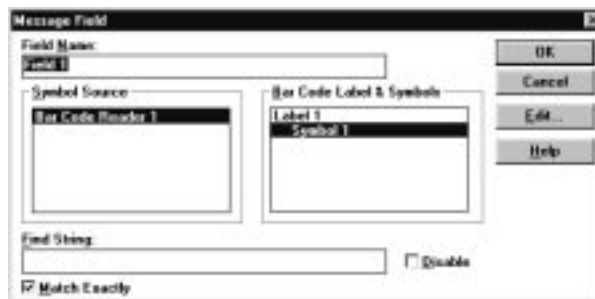 Message Field
Field Name:
Field 1
OK
Cancel
Edit...
Help
Symbol Source
Bar Code Reader 1
Bar Code Label & Symbols
Label 1
Symbol 1
Find String:
Disable
Match Exactly